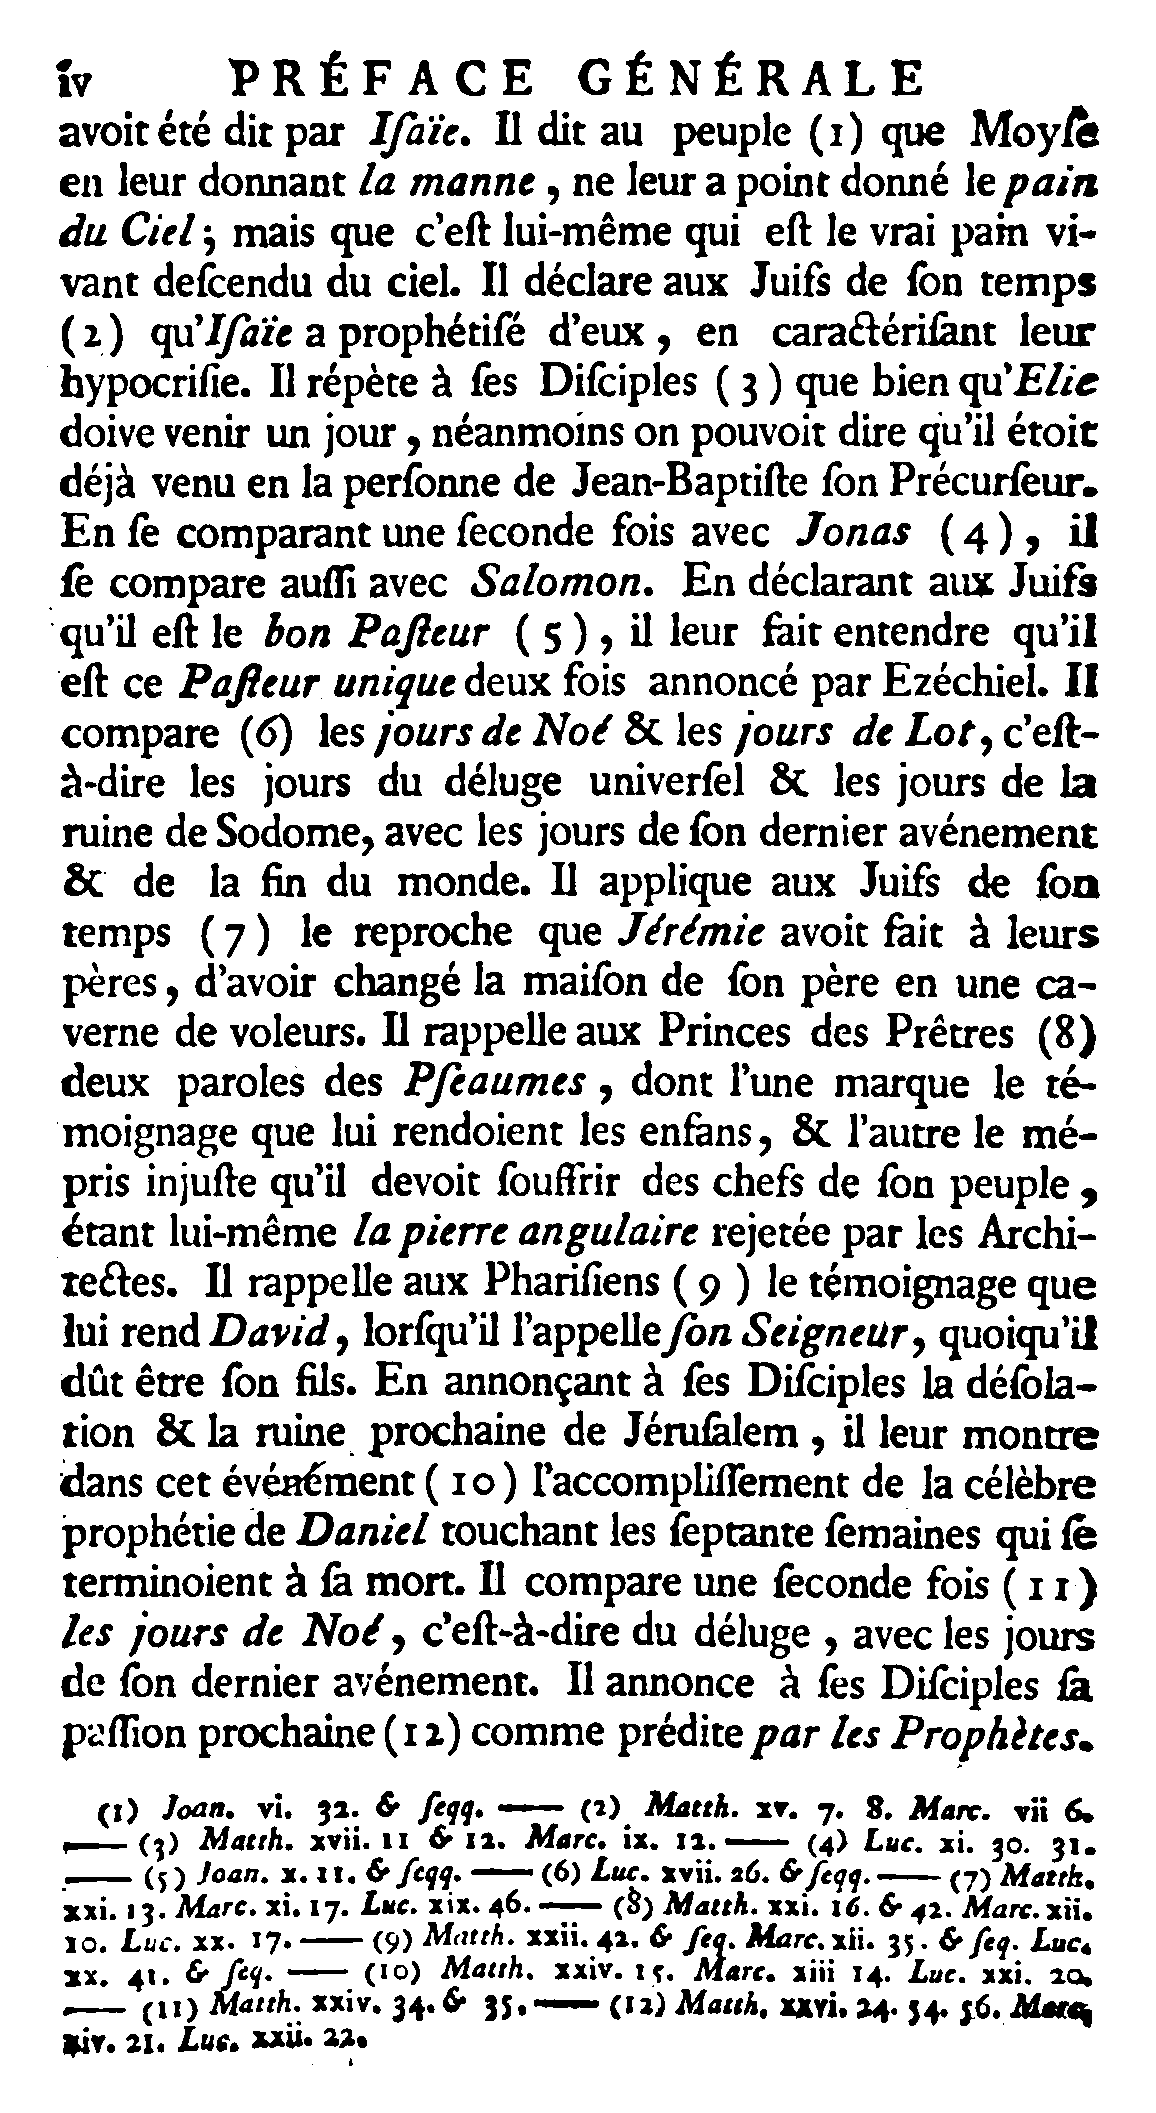 iv PRÉFACE GÉNÉRALE
avoit été dit par Iſaïe. Il dit au peuple (1) que Moyſe
en leur donnant la manne, ne leur a point donné le pain
du Ciel; mais que c'eſt lui-même qui eſt le vrai pain vi-
vant deſcendu du ciel. Il déclare aux Juifs de ſon temps
(2) qu'Iſaïe a prophétiſé d'eux, en caractériſant leur
hypocriſie. Il répète à ſes Diſciples (3) que bien qu'Elie
doive venir un jour, néanmoins on pouvoit dire qu'il étoit
déjà venu en la perſonne de Jean-Baptiſte ſon Précurſeur.
En ſe comparant une ſeconde fois avec Jonas (4), il
ſe compare auſſi avec Salomon. En déclarant aux Juifs
qu'il eſt le bon Paſteur (5), il leur fait entendre qu'il
eſt ce Paſteur unique deux fois annoncé par Ezéchiel. Il
compare (6) les jours de Noé & les jours de Lot, c'eſt-
à-dire les jours du déluge univerſel & les jours de la
ruine de Sodome, avec les jours de ſon dernier avénement
& de la fin du monde. Il applique aux Juifs de ſon
temps (7) le reproche que Jérémie avoit fait à leurs
pères, d'avoir changé la maiſon de ſon père en une ca-
verne de voleurs. Il rappelle aux Princes des Prêtres (8)
deux paroles des Pſeaumes, dont l'une marque le té-
moignage que lui rendoient les enfans, & l'autre le mé-
pris injuſte qu'il devoit ſouffrir des chefs de ſon peuple,
étant lui-même la pierre angulaire rejetée par les Archi-
tectes. Il rappelle aux Phariſiens (9) le témoignage que
lui rend David, lorſqu'il l'appelle ſon Seigneur, quoiqu'il
dût être ſon fils. En annonçant à ſes Diſciples la déſola-
tion & la ruine prochaine de Jéruſalem, il leur montre
dans cet événément (10) l'accompliſſement de la célèbre
prophétie de Daniel touchant les ſeptante ſemaines qui ſe
terminoient à ſa mort. Il compare une ſeconde fois (11)
les jours de Noé, c'eſt-à-dire du déluge, avec les jours
de ſon dernier avénement. Il annonce à ſes Diſciples ſa
paſſion prochaine (12) comme prédite par les Prophètes.
(1) Joan. vi. 32. & ſeqq. — (2) Matth. xv. 7. 8. Marc. vii 6.
— (3) Matth. xvii. 11 & 12. Marc. ix. 12. — (4) Luc. xi. 30. 31.
— (5) Joan. x. 11. & ſeqq. — (6) Luc. xvii. 26. & ſeqq. — (7) Matth.
xxi. 13. Marc. xi. 17. Luc. xix. 46. — (8) Matth. xxi. 16. & 42. Marc. xii.
10. Luc. xx. 17. — (9) Matth. xxii. 42. & ſeq. Marc. xii. 35. & ſeq. Luc.
xx. 41. & ſeq. — (10) Matth. xxiv. 15. Marc. xiii 14. Luc. xxi. 20.
— (11) Matth. xxiv. 34. & 35. — (12) Matth. xxvi. 24. 54. 56. Marc.
xiv. 21. Luc. xxii. 22.